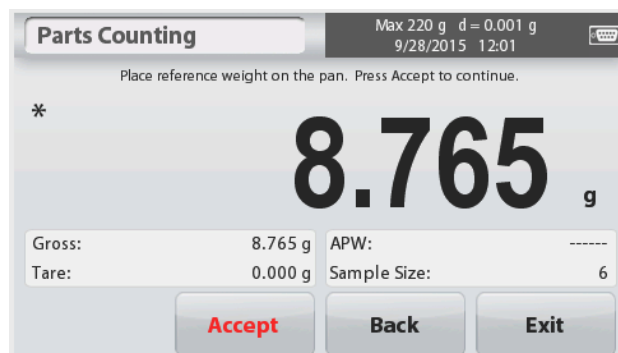 Parts Counting
Max 220 g d = 0.001 g
9/28/2015 12:01
Place reference weight on the pan. Press Accept to continue.
*
8.765 g
Gross: 8.765 g APW: ------
Tare: 0.000 g Sample Size: 6
Accept Back Exit